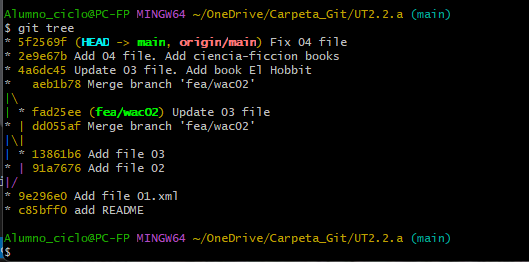 Alumno_ciclo@PC-FP MINGW64 ~/OneDrive/Carpeta_Git/UT2.2.a (main)
$ git tree
* 5f2569f (HEAD -> main, origin/main) Fix 04 file
* 2e9e67b Add 04 file. Add ciencia-ficcion books
* 4a6dc45 Update 03 file. Add book El Hobbit
*   aeb1b78 Merge branch 'fea/wac02'
|\
| * fad25ee (fea/wac02) Update 03 file
* | dd055af Merge branch 'fea/wac02'
|\|
| * 13861b6 Add file 03
* | 91a7676 Add file 02
|/
* 9e296e0 Add file 01.xml
* c85bff0 add README
Alumno_ciclo@PC-FP MINGW64 ~/OneDrive/Carpeta_Git/UT2.2.a (main)
$